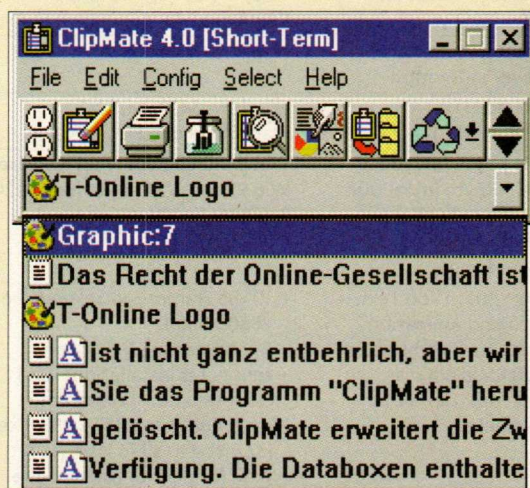 ClipMate 4.0 [Short-Term]
File Edit Config Select Help
T-Online Logo
Graphic:7
Das Recht der Online-Gesellschaft ist
T-Online Logo
A ist nicht ganz entbehrlich, aber wir
A Sie das Programm "ClipMate" heru
A gelöscht. ClipMate erweitert die Zw
A Verfügung. Die Databoxen enthalte